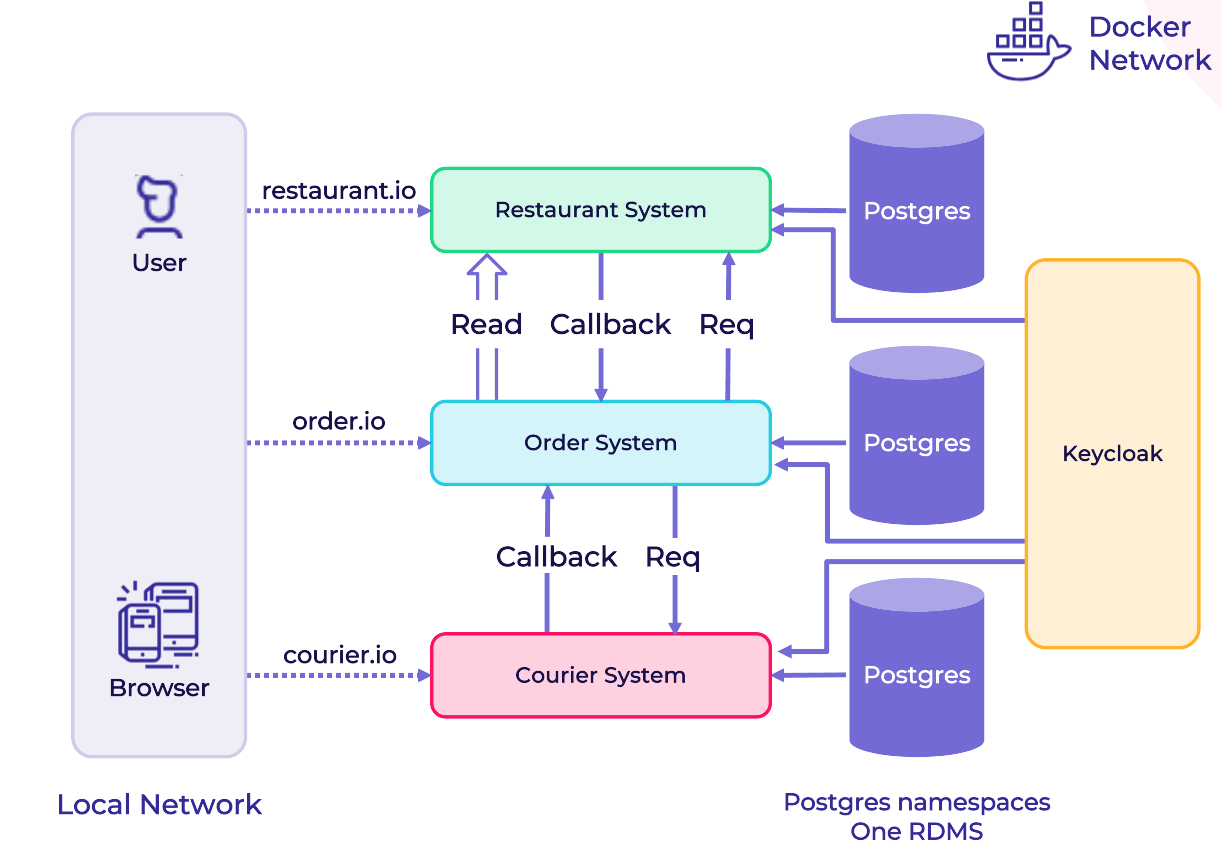 Docker
Network
restaurant.io
Restaurant System
Postgres
User
Read
Callback
Req
order.io
Order System
Postgres
Keycloak
Callback
Req
courier.io
Courier System
Postgres
Browser
Local Network
Postgres namespaces
One RDMS